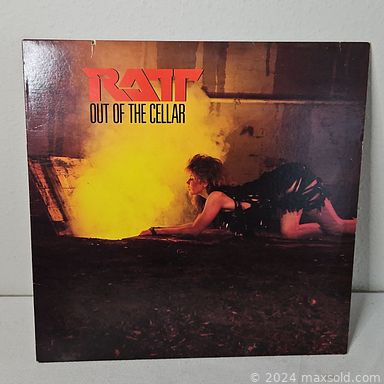 RATT
OUT OF THE CELLAR
© 2024 maxsold.com